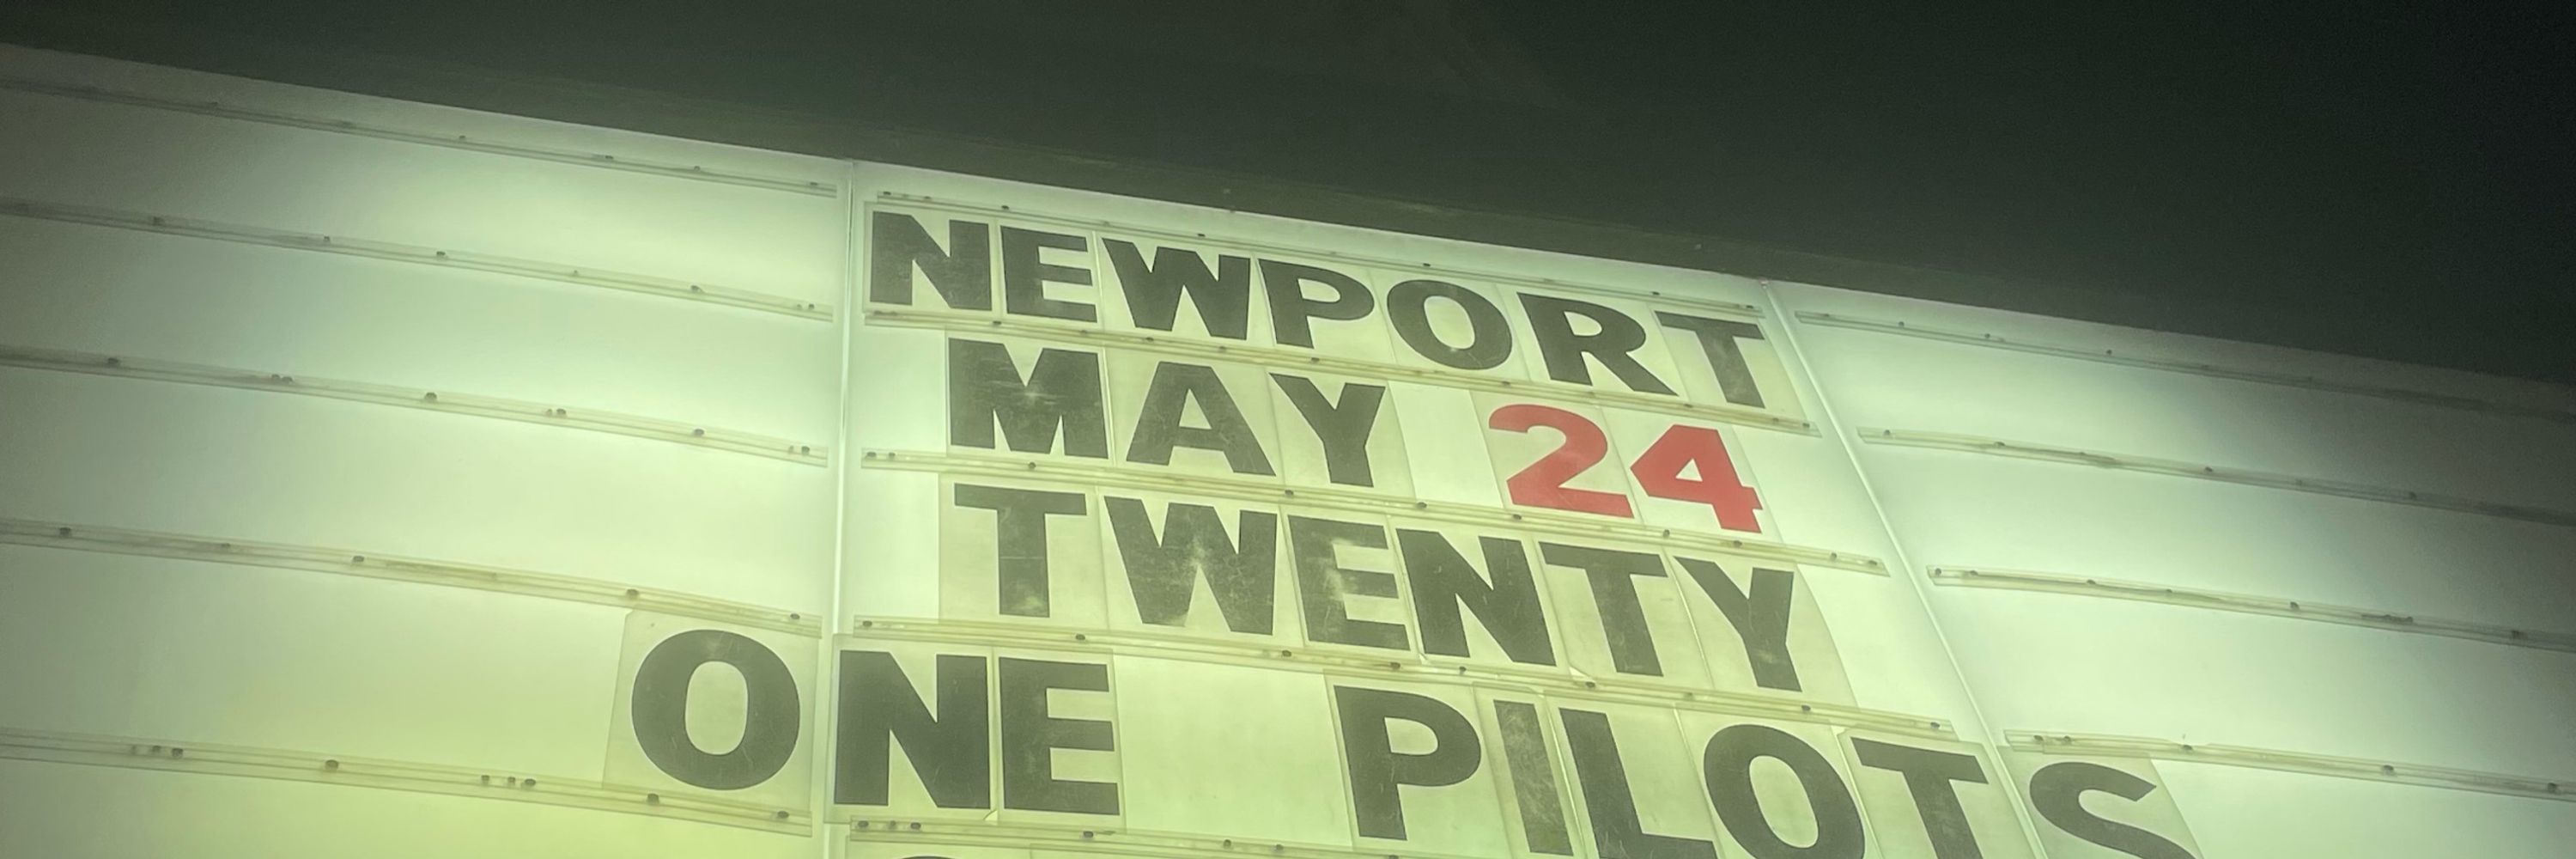 NEWPORT
MAY 24
TWENTY
ONE PILOTS